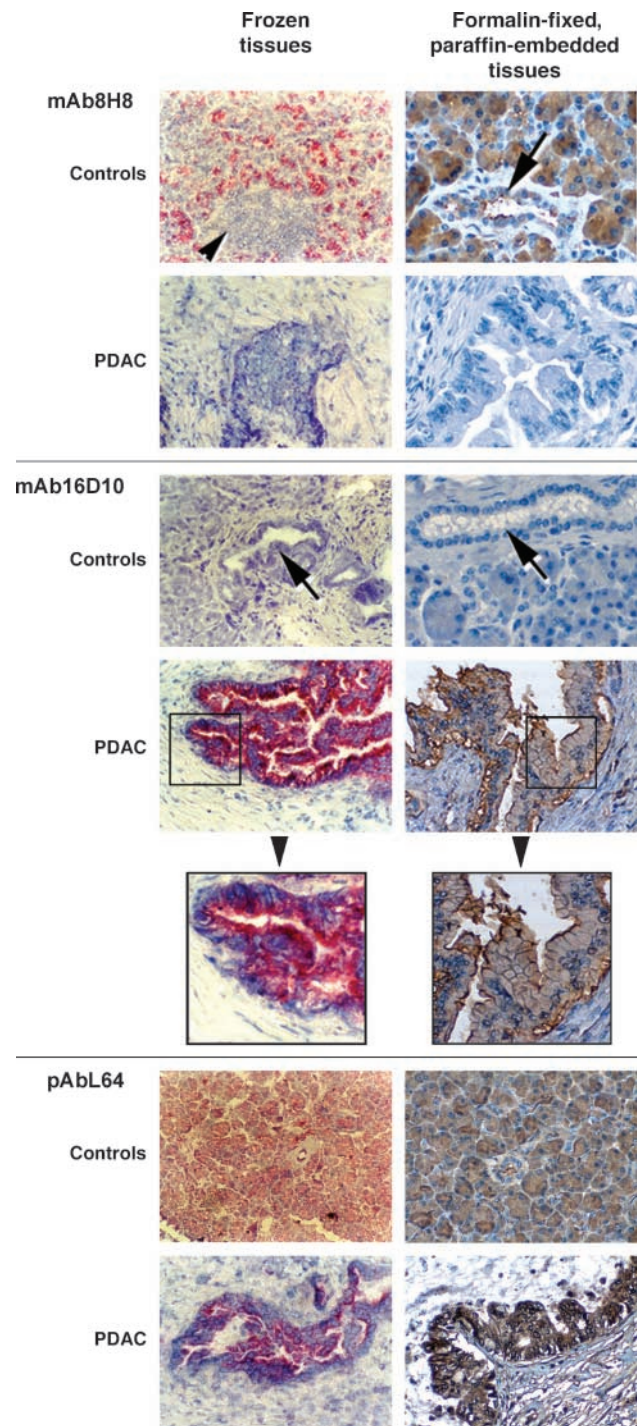 Frozen
tissues
Formalin-fixed,
paraffin-embedded
tissues
mAb8H8
Controls
PDAC
mAb16D10
Controls
PDAC
pAbL64
Controls
PDAC